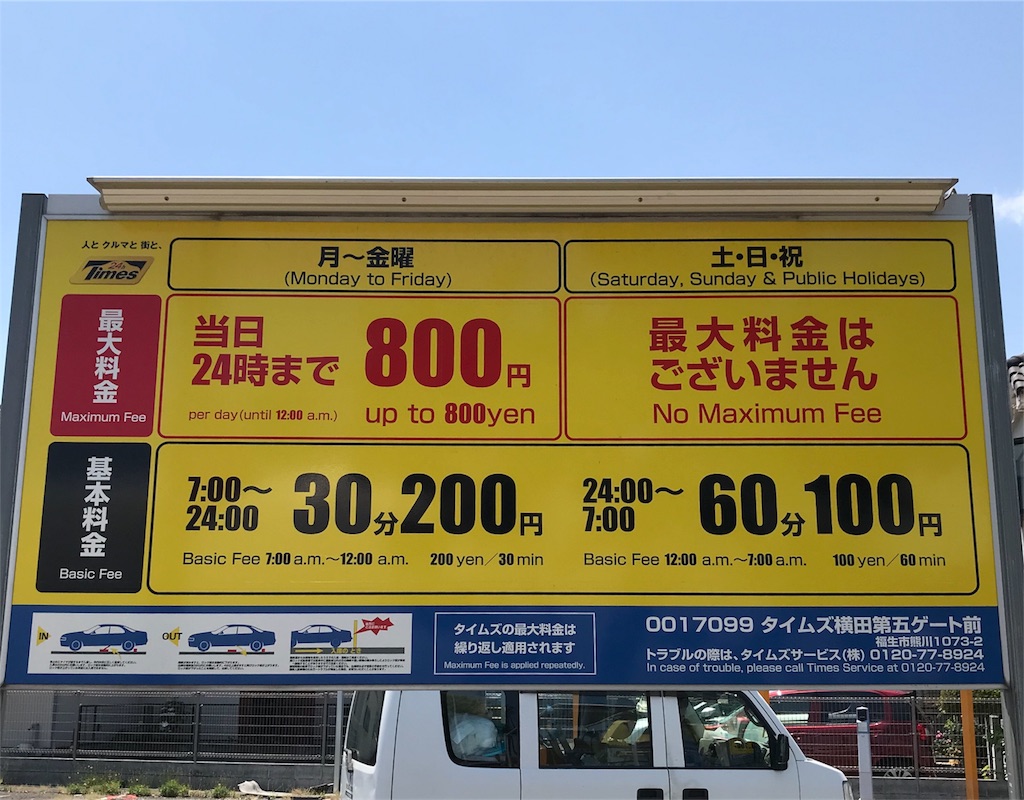 人と クルマと 街と、
24h
Times
月～金曜
(Monday to Friday)
土・日・祝
(Saturday, Sunday & Public Holidays)
最大料金
Maximum Fee
当日
24時まで
800円
per day(until 12:00 a.m.)
up to 800yen
最大料金は
ございません
No Maximum Fee
基本料金
Basic Fee
7:00～
24:00
30分200円
Basic Fee 7:00 a.m.～12:00 a.m. 200 yen／30 min
24:00～
7:00
60分100円
Basic Fee 12:00 a.m.～7:00 a.m. 100 yen／60 min
IN
OUT
タイムズの最大料金は
繰り返し適用されます
Maximum Fee is applied repeatedly.
0017099 タイムズ横田第五ゲート前
福生市熊川1073-2
トラブルの際は、タイムズサービス(株) 0120-77-8924
In case of trouble, please call Times Service at 0120-77-8924